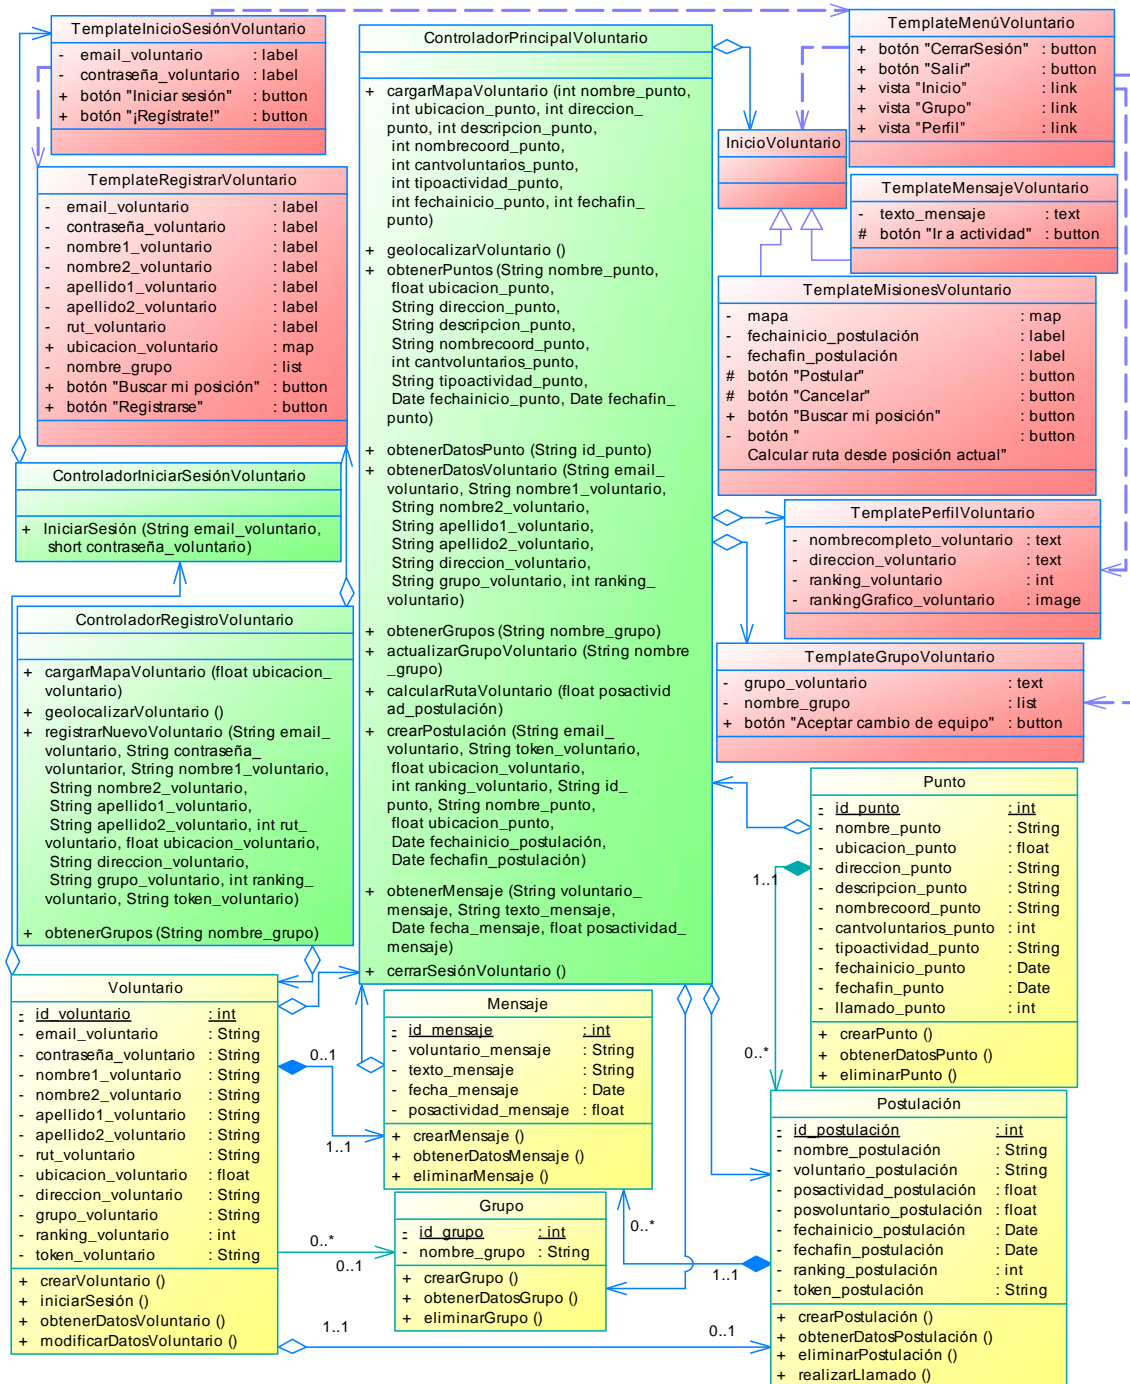 TemplateInicioSesiónVoluntario
- email_voluntario : label
- contraseña_voluntario : label
+ botón "Iniciar sesión" : button
+ botón "¡Regístrate!" : button
TemplateRegistrarVoluntario
- email_voluntario : label
- contraseña_voluntario : label
- nombre1_voluntario : label
- nombre2_voluntario : label
- apellido1_voluntario : label
- apellido2_voluntario : label
- rut_voluntario : label
+ ubicacion_voluntario : map
- nombre_grupo : list
+ botón "Buscar mi posición" : button
+ botón "Registrarse" : button
ControladorIniciarSesiónVoluntario
+ IniciarSesión (String email_voluntario,
short contraseña_voluntario)
ControladorRegistroVoluntario
+ cargarMapaVoluntario (float ubicacion_
voluntario)
+ geolocalizarVoluntario ()
+ registrarNuevoVoluntario (String email_
voluntario, String contraseña_
voluntarior, String nombre1_voluntario,
String nombre2_voluntario,
String apellido1_voluntario,
String apellido2_voluntario, int rut_
voluntario, float ubicacion_voluntario,
String direccion_voluntario,
String grupo_voluntario, int ranking_
voluntario, String token_voluntario)
+ obtenerGrupos (String nombre_grupo)
ControladorPrincipalVoluntario
+ cargarMapaVoluntario (int nombre_punto,
int ubicacion_punto, int direccion_
punto, int descripcion_punto,
int nombrecoord_punto,
int cantvoluntarios_punto,
int tipoactividad_punto,
int fechainicio_punto, int fechafin_
punto)
+ geolocalizarVoluntario ()
+ obtenerPuntos (String nombre_punto,
float ubicacion_punto,
String direccion_punto,
String descripcion_punto,
String nombrecoord_punto,
int cantvoluntarios_punto,
String tipoactividad_punto,
Date fechainicio_punto, Date fechafin_
punto)
+ obtenerDatosPunto (String id_punto)
+ obtenerDatosVoluntario (String email_
voluntario, String nombre1_voluntario,
String nombre2_voluntario,
String apellido1_voluntario,
String apellido2_voluntario,
String direccion_voluntario,
String grupo_voluntario, int ranking_
voluntario)
+ obtenerGrupos (String nombre_grupo)
+ actualizarGrupoVoluntario (String nombre
_grupo)
+ calcularRutaVoluntario (float posactivid
ad_postulación)
+ crearPostulación (String email_
voluntario, String token_voluntario,
float ubicacion_voluntario,
int ranking_voluntario, String id_
punto, String nombre_punto,
float ubicacion_punto,
Date fechainicio_postulación,
Date fechafin_postulación)
+ obtenerMensaje (String voluntario_
mensaje, String texto_mensaje,
Date fecha_mensaje, float posactividad_
mensaje)
+ cerrarSesiónVoluntario ()
TemplateMenúVoluntario
+ botón "CerrarSesión" : button
+ botón "Salir" : button
+ vista "Inicio" : link
+ vista "Grupo" : link
+ vista "Perfil" : link
InicioVoluntario
TemplateMensajeVoluntario
- texto_mensaje : text
# botón "Ir a actividad" : button
TemplateMisionesVoluntario
- mapa : map
- fechainicio_postulación : label
- fechafin_postulación : label
# botón "Postular" : button
# botón "Cancelar" : button
+ botón "Buscar mi posición" : button
- botón " : button
Calcular ruta desde posición actual"
TemplatePerfilVoluntario
- nombrecompleto_voluntario : text
- direccion_voluntario : text
- ranking_voluntario : int
- rankingGrafico_voluntario : image
TemplateGrupoVoluntario
- grupo_voluntario : text
- nombre_grupo : list
+ botón "Aceptar cambio de equipo" : button
Punto
- id_punto : int
- nombre_punto : String
- ubicacion_punto : float
- direccion_punto : String
- descripcion_punto : String
- nombrecoord_punto : String
- cantvoluntarios_punto : int
- tipoactividad_punto : String
- fechainicio_punto : Date
- fechafin_punto : Date
- llamado_punto : int
+ crearPunto ()
+ obtenerDatosPunto ()
+ eliminarPunto ()
1..1
0..*
Voluntario
- id_voluntario : int
- email_voluntario : String
- contraseña_voluntario : String
- nombre1_voluntario : String
- nombre2_voluntario : String
- apellido1_voluntario : String
- apellido2_voluntario : String
- rut_voluntario : String
- ubicacion_voluntario : float
- direccion_voluntario : String
- grupo_voluntario : String
- ranking_voluntario : int
- token_voluntario : String
+ crearVoluntario ()
+ iniciarSesión ()
+ obtenerDatosVoluntario ()
+ modificarDatosVoluntario ()
0..1
1..1
Mensaje
- id_mensaje : int
- voluntario_mensaje : String
- texto_mensaje : String
- fecha_mensaje : Date
- posactividad_mensaje : float
+ crearMensaje ()
+ obtenerDatosMensaje ()
+ eliminarMensaje ()
0..*
0..1
Grupo
- id_grupo : int
- nombre_grupo : String
+ crearGrupo ()
+ obtenerDatosGrupo ()
+ eliminarGrupo ()
0..*
1..1
1..1
0..1
Postulación
- id_postulación : int
- nombre_postulación : String
- voluntario_postulación : String
- posactividad_postulación : float
- posvoluntario_postulación : float
- fechainicio_postulación : Date
- fechafin_postulación : Date
- ranking_postulación : int
- token_postulación : String
+ crearPostulación ()
+ obtenerDatosPostulación ()
+ eliminarPostulación ()
+ realizarLlamado ()